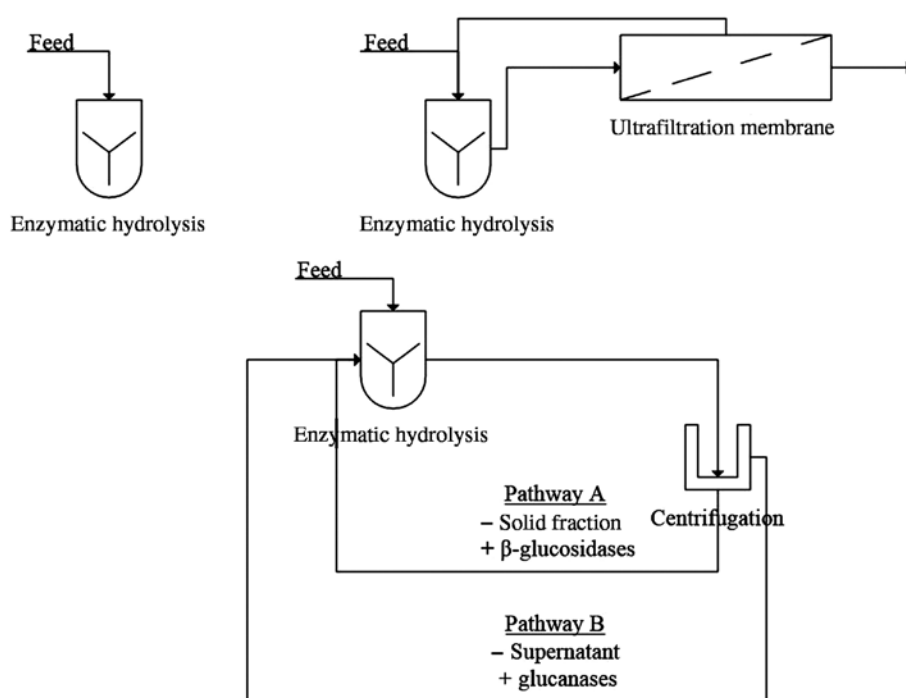 Feed
Enzymatic hydrolysis
Feed
Ultrafiltration membrane
Enzymatic hydrolysis
Feed
Enzymatic hydrolysis
Pathway A
– Solid fraction
+ β-glucosidases
Centrifugation
Pathway B
– Supernatant
+ glucanases